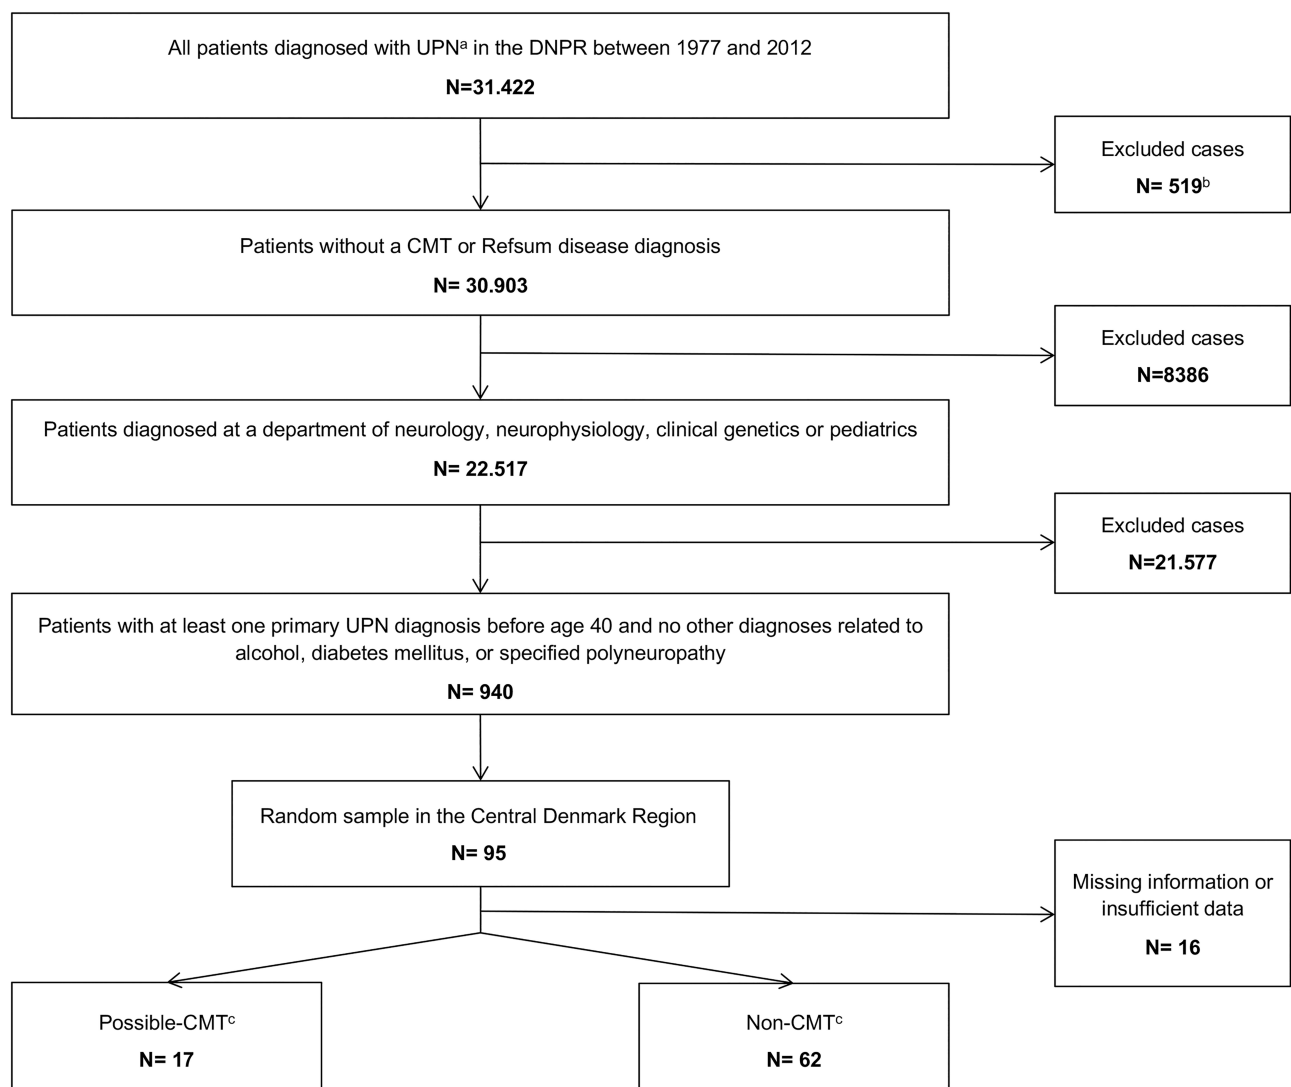 All patients diagnosed with UPNᵃ in the DNPR between 1977 and 2012
N=31.422
Excluded cases
N= 519ᵇ
Patients without a CMT or Refsum disease diagnosis
N= 30.903
Excluded cases
N=8386
Patients diagnosed at a department of neurology, neurophysiology, clinical genetics or pediatrics
N= 22.517
Excluded cases
N=21.577
Patients with at least one primary UPN diagnosis before age 40 and no other diagnoses related to
alcohol, diabetes mellitus, or specified polyneuropathy
N= 940
Random sample in the Central Denmark Region
N= 95
Missing information or
insufficient data
N= 16
Possible-CMTᶜ
N= 17
Non-CMTᶜ
N= 62